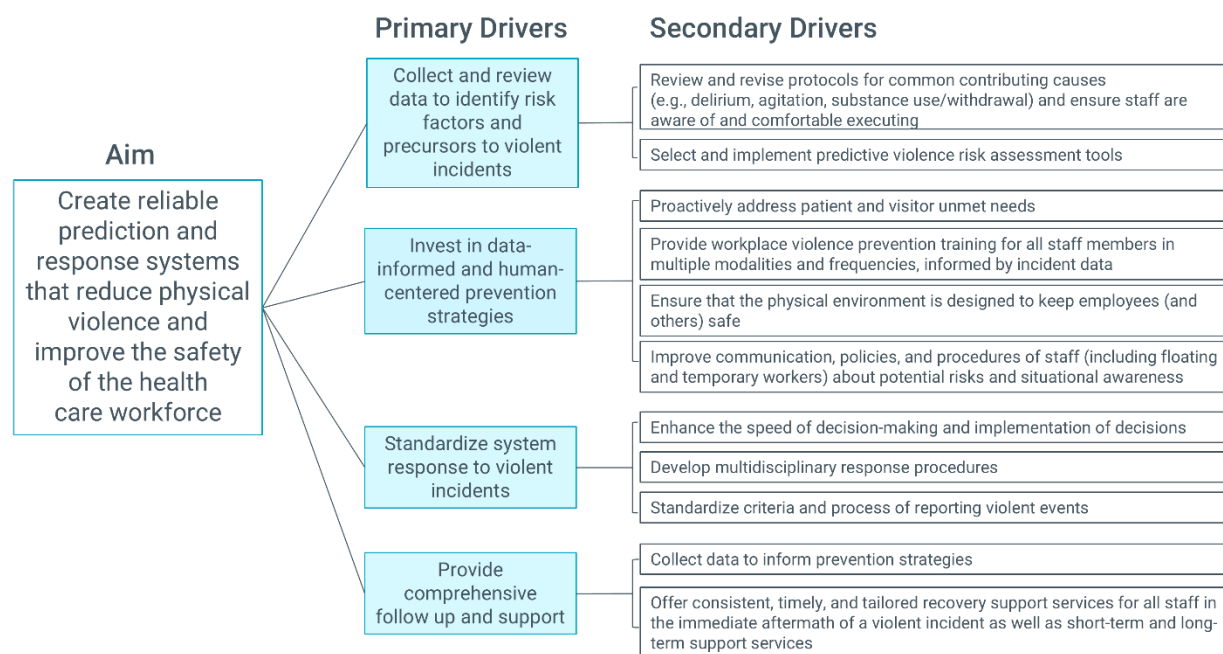 Primary Drivers
Secondary Drivers
Aim
Create reliable
prediction and
response systems
that reduce physical
violence and
improve the safety
of the health
care workforce
Collect and review
data to identify risk
factors and
precursors to violent
incidents
Review and revise protocols for common contributing causes
(e.g., delirium, agitation, substance use/withdrawal) and ensure staff are
aware of and comfortable executing
Select and implement predictive violence risk assessment tools
Invest in data-
informed and human-
centered prevention
strategies
Proactively address patient and visitor unmet needs
Provide workplace violence prevention training for all staff members in
multiple modalities and frequencies, informed by incident data
Ensure that the physical environment is designed to keep employees (and
others) safe
Improve communication, policies, and procedures of staff (including floating
and temporary workers) about potential risks and situational awareness
Standardize system
response to violent
incidents
Enhance the speed of decision-making and implementation of decisions
Develop multidisciplinary response procedures
Standardize criteria and process of reporting violent events
Provide
comprehensive
follow up and support
Collect data to inform prevention strategies
Offer consistent, timely, and tailored recovery support services for all staff in
the immediate aftermath of a violent incident as well as short-term and long-
term support services